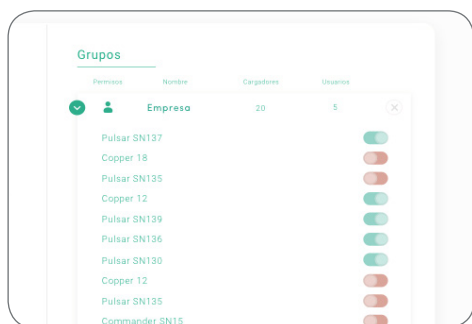 Grupos
Permisos Nombre Cargadores Usuarios
Empresa 20 5
Pulsar SN137
Copper 18
Pulsar SN135
Copper 12
Pulsar SN139
Pulsar SN136
Pulsar SN130
Copper 12
Pulsar SN135
Commander SN15